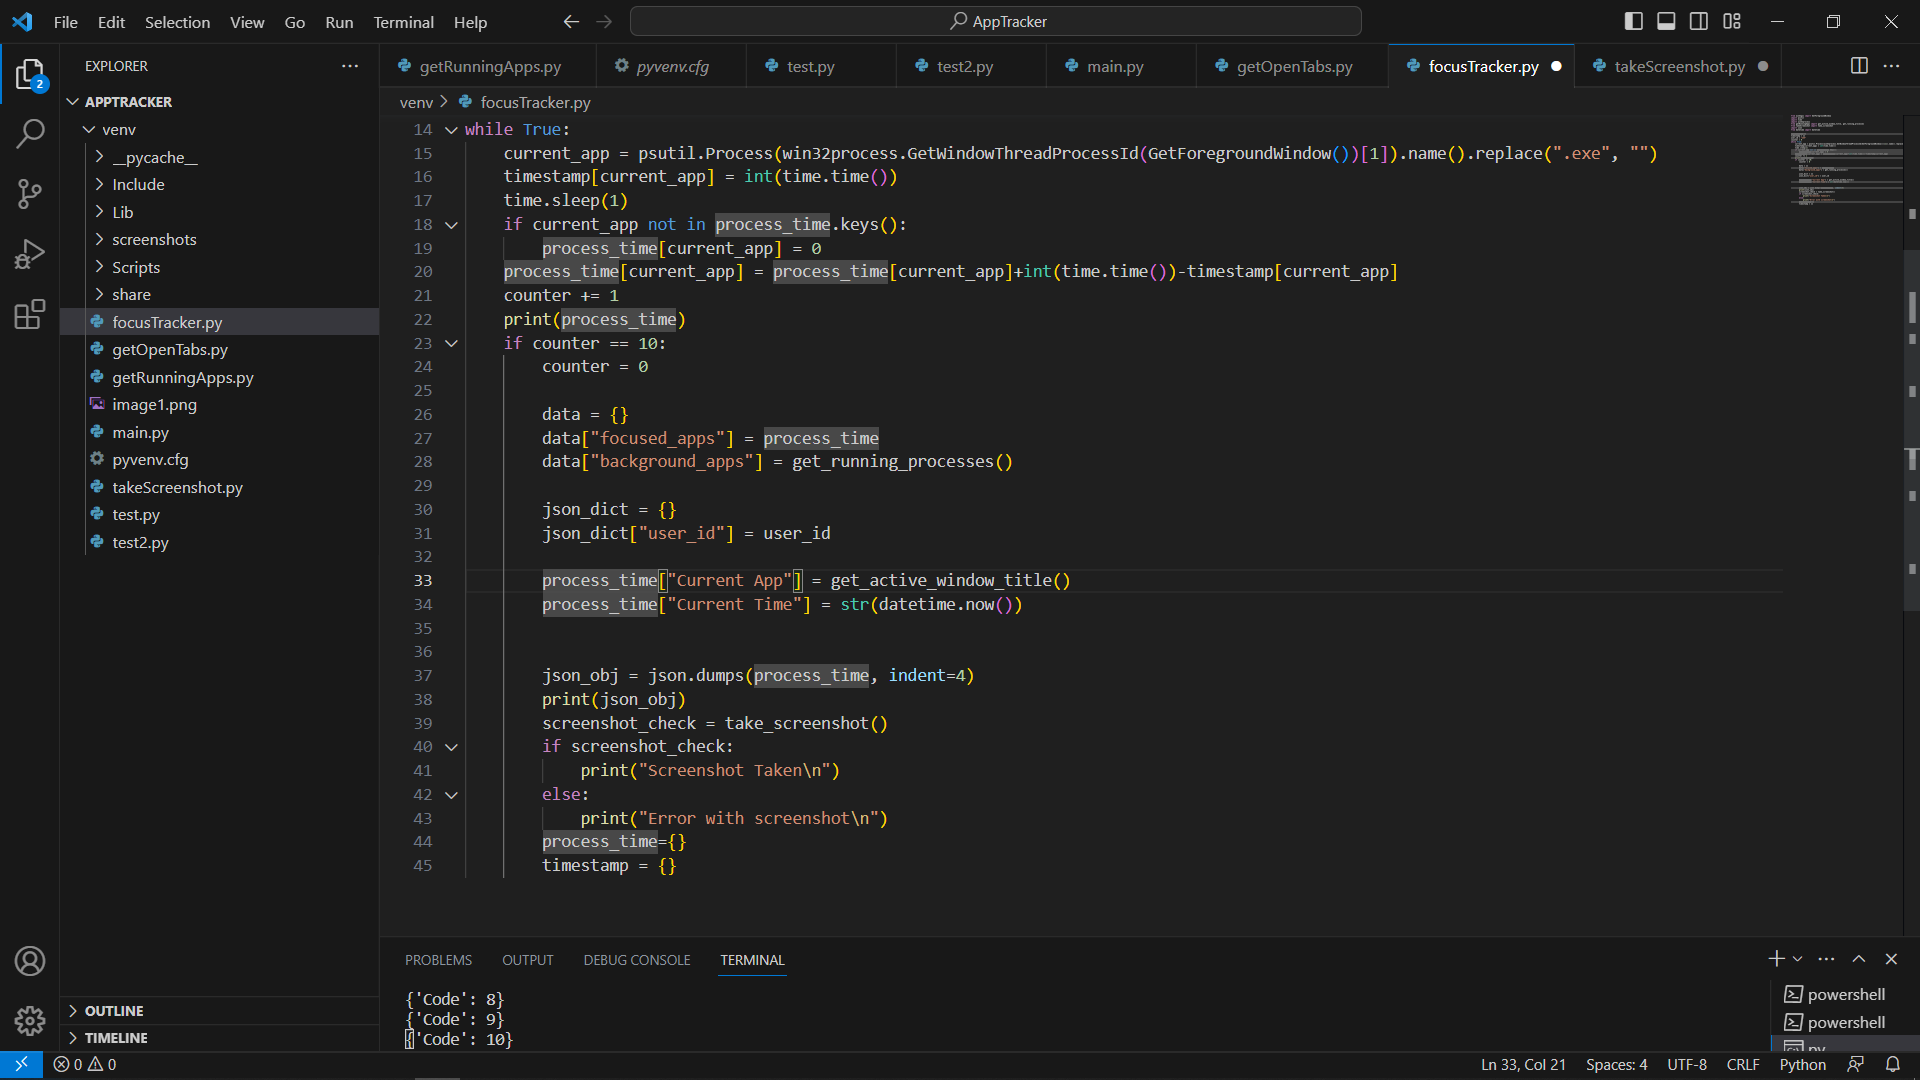 File Edit Selection View Go Run Terminal Help
AppTracker
EXPLORER
getRunningApps.py
pyvenv.cfg
test.py
test2.py
main.py
getOpenTabs.py
focusTracker.py
takeScreenshot.py
2
APPTRACKER
venv
__pycache__
Include
Lib
screenshots
Scripts
share
focusTracker.py
getOpenTabs.py
getRunningApps.py
image1.png
main.py
pyvenv.cfg
takeScreenshot.py
test.py
test2.py
OUTLINE
TIMELINE
venv > focusTracker.py
14 while True:
15 current_app = psutil.Process(win32process.GetWindowThreadProcessId(GetForegroundWindow())[1]).name().replace(".exe", "")
16 timestamp[current_app] = int(time.time())
17 time.sleep(1)
18 if current_app not in process_time.keys():
19 process_time[current_app] = 0
20 process_time[current_app] = process_time[current_app]+int(time.time())-timestamp[current_app]
21 counter += 1
22 print(process_time)
23 if counter == 10:
24 counter = 0
25
26 data = {}
27 data["focused_apps"] = process_time
28 data["background_apps"] = get_running_processes()
29
30 json_dict = {}
31 json_dict["user_id"] = user_id
32
33 process_time["Current App"] = get_active_window_title()
34 process_time["Current Time"] = str(datetime.now())
35
36
37 json_obj = json.dumps(process_time, indent=4)
38 print(json_obj)
39 screenshot_check = take_screenshot()
40 if screenshot_check:
41 print("Screenshot Taken\n")
42 else:
43 print("Error with screenshot\n")
44 process_time={}
45 timestamp = {}
PROBLEMS OUTPUT DEBUG CONSOLE TERMINAL
{'Code': 8}
{'Code': 9}
{'Code': 10}
powershell
powershell
py
0 0
Ln 33, Col 21 Spaces: 4 UTF-8 CRLF Python